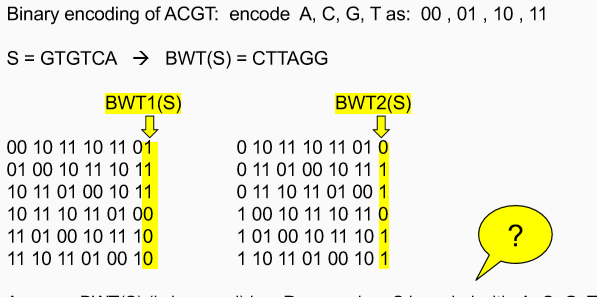 Binary encoding of ACGT: encode A, C, G, T as: 00 , 01 , 10 , 11
S = GTGTCA → BWT(S) = CTTAGG
BWT1(S) BWT2(S)
00 10 11 10 11 01 0 10 11 10 11 01 0
01 00 10 11 10 11 0 11 01 00 10 11 1
10 11 01 00 10 11 0 11 10 11 01 00 1
10 11 10 11 01 00 1 00 10 11 10 11 0
11 01 00 10 11 10 1 01 00 10 11 10 1
11 10 11 01 00 10 1 10 11 01 00 10 1
?